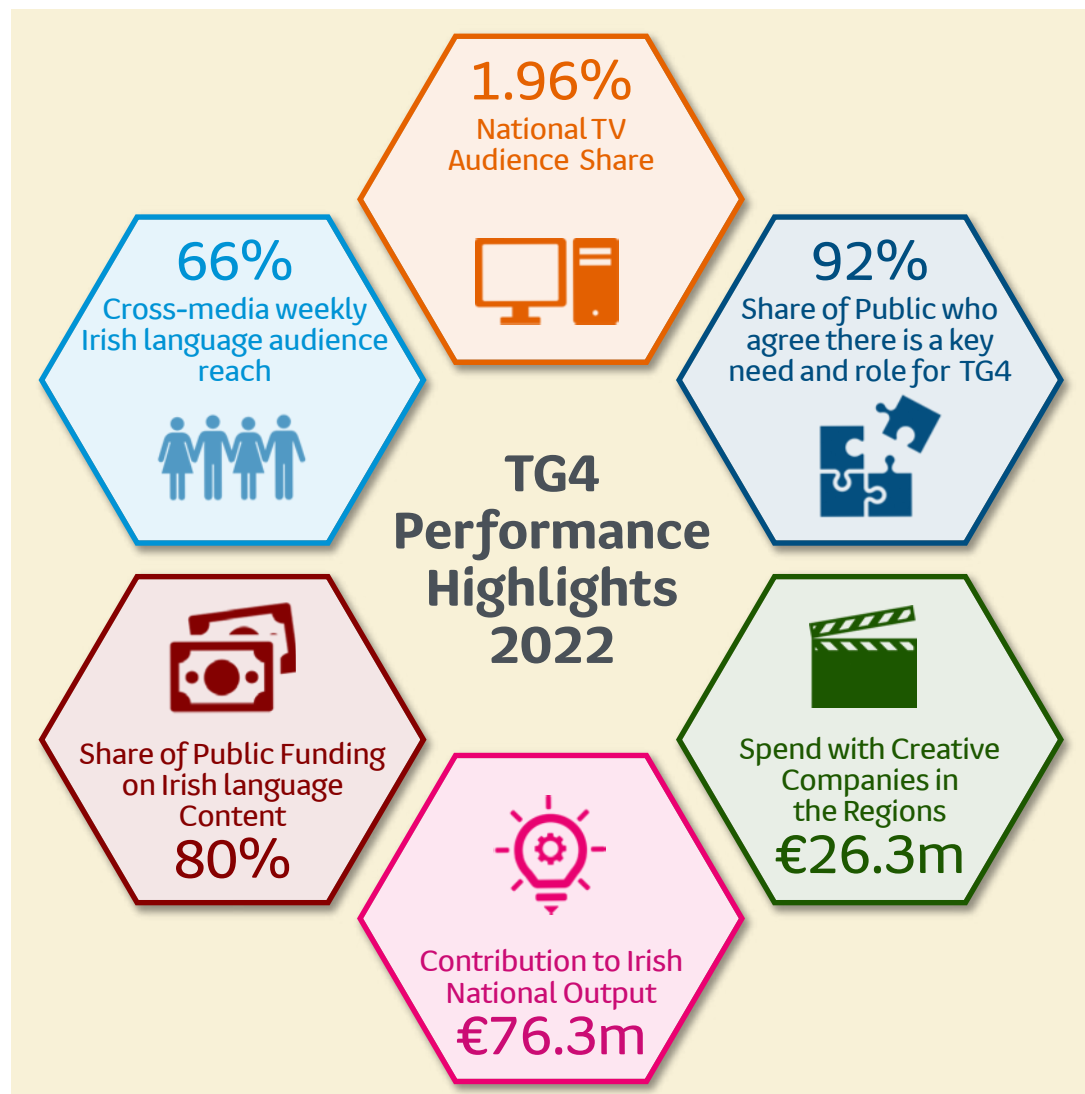 1.96%
National TV
Audience Share
66%
Cross-media weekly
Irish language audience
reach
92%
Share of Public who
agree there is a key
need and role for TG4
TG4
Performance
Highlights
2022
Share of Public Funding
on Irish language
Content
80%
Spend with Creative
Companies in
the Regions
€26.3m
Contribution to Irish
National Output
€76.3m